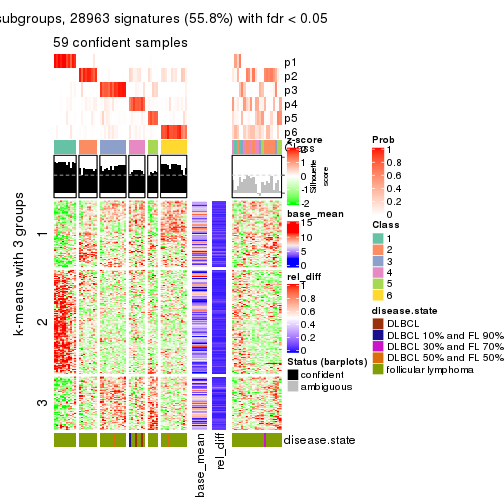 subgroups, 28963 signatures (55.8%) with fdr < 0.05
59 confident samples
p1
p2
p3
p4
p5
p6
Class
Silhouette
score
k-means with 3 groups
1
2
3
base_mean
rel_diff
disease.state
z-score
-2
base_mean
15
10
5
0
rel_diff
1
0.8
0.6
0.4
0.2
0
Status (barplots)
confident
ambiguous
Prob
1
0.8
0.6
0.4
0.2
0
Class
1
2
3
4
5
6
disease.state
DLBCL
DLBCL 10% and FL 90%
DLBCL 30% and FL 70%
DLBCL 50% and FL 50%
follicular lymphoma